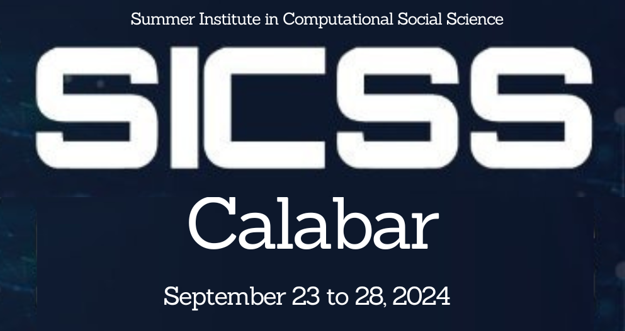 Summer Institute in Computational Social Science
SICSS
Calabar
September 23 to 28, 2024